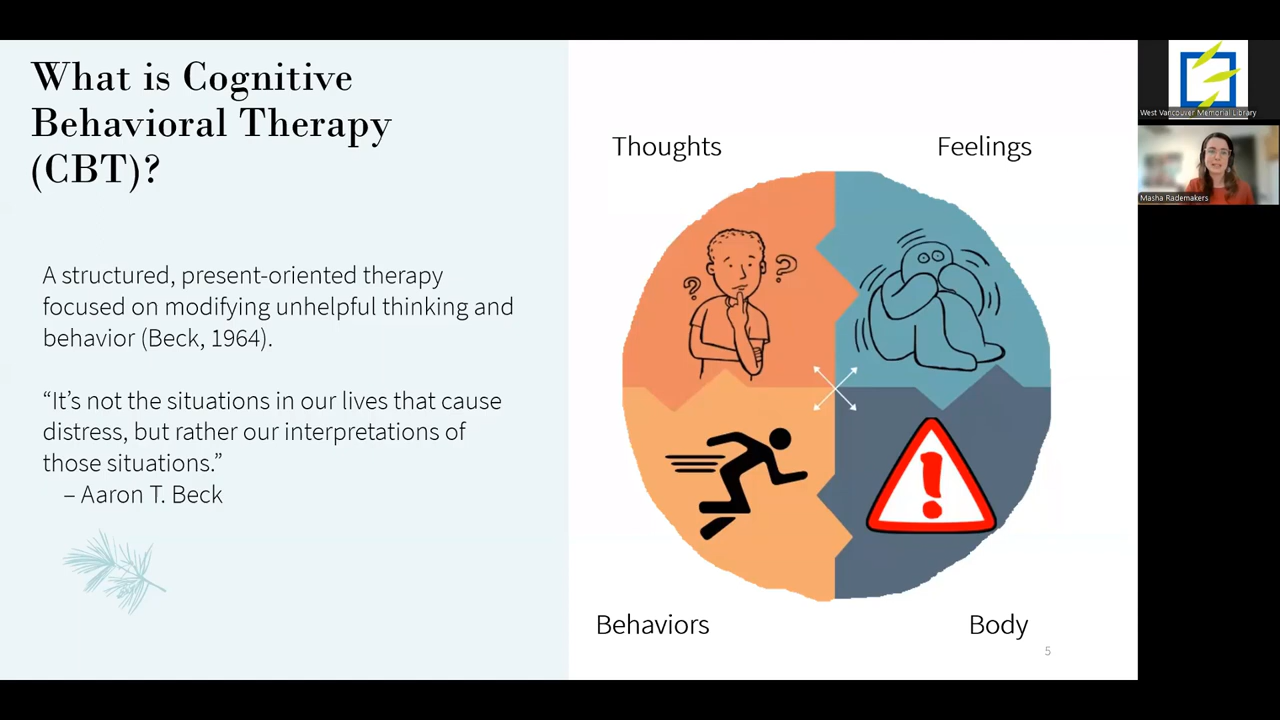 What is Cognitive
Behavioral Therapy
(CBT)?
A structured, present-oriented therapy
focused on modifying unhelpful thinking and
behavior (Beck, 1964).
“It’s not the situations in our lives that cause
distress, but rather our interpretations of
those situations.”
– Aaron T. Beck
Thoughts
Feelings
?
?
!
Behaviors
Body
5
West Vancouver Memorial Library
Masha Rademakers